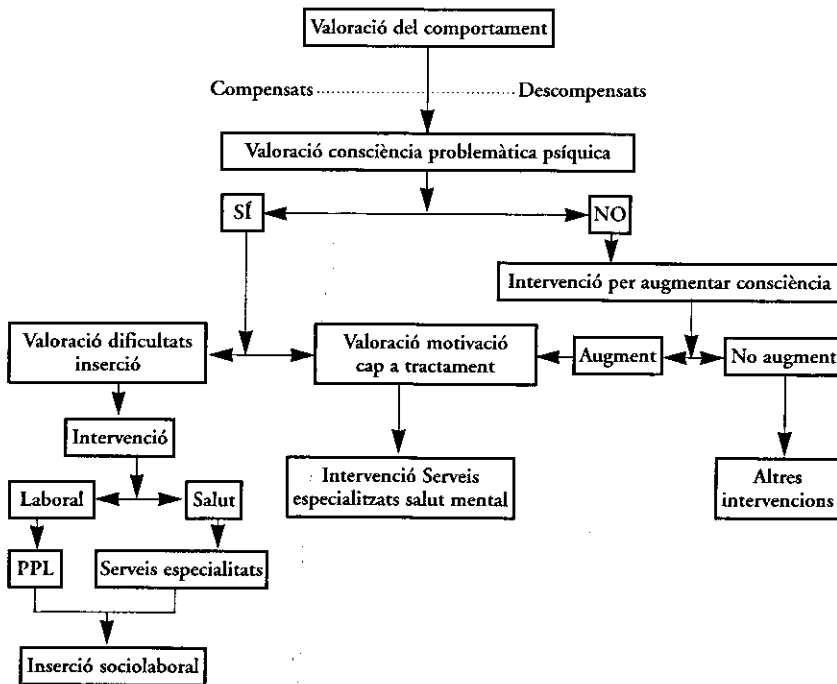 Valoració del comportament
Compensats ........................................ Descompensats
Valoració consciència problemàtica psíquica
SÍ
NO
Intervenció per augmentar consciència
Valoració dificultats
inserció
Valoració motivació
cap a tractament
Augment
No augment
Intervenció
Intervenció Serveis
especialitzats salut mental
Altres
intervencions
Laboral
Salut
PPL
Serveis especialitats
Inserció sociolaboral